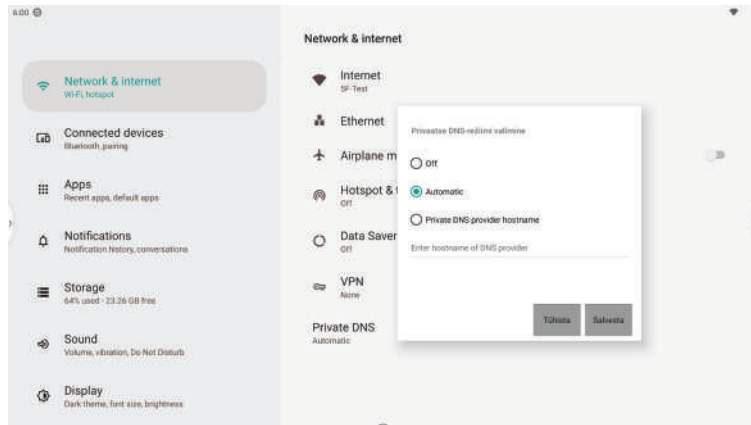 6:00
Network & internet
Wi-Fi, hotspot
Connected devices
Bluetooth, pairing
Apps
Recent apps, default apps
Notifications
Notification history, conversations
Storage
64% used - 23.26 GB free
Sound
Volume, vibration, Do Not Disturb
Display
Dark theme, font size, brightness
Network & internet
Internet
SF-Test
Ethernet
Airplane m
Hotspot &
Off
Data Saver
Off
VPN
None
Private DNS
Automatic
Privaatse DNS-režiimi valimine
Off
Automatic
Private DNS provider hostname
Enter hostname of DNS provider
Tühista Salvesta